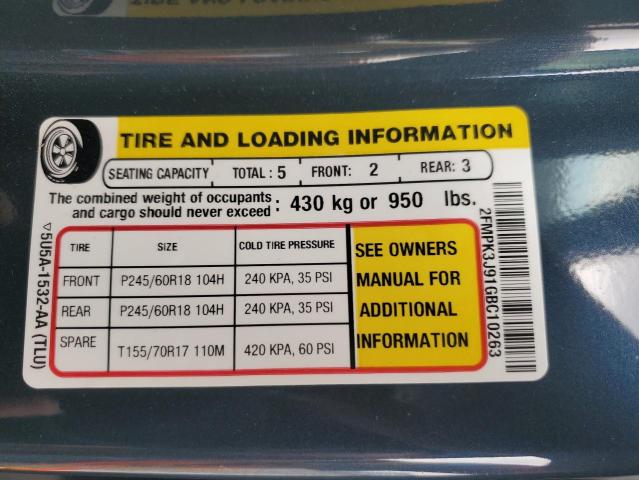 TIRE AND LOADING INFORMATION
SEATING CAPACITY TOTAL : 5 FRONT: 2 REAR: 3
The combined weight of occupants and cargo should never exceed : 430 kg or 950 lbs.
TIRE SIZE COLD TIRE PRESSURE
FRONT P245/60R18 104H 240 KPA, 35 PSI
REAR P245/60R18 104H 240 KPA, 35 PSI
SPARE T155/70R17 110M 420 KPA, 60 PSI
SEE OWNERS
MANUAL FOR
ADDITIONAL
INFORMATION
▽5U5A-1532-AA (TLU)
2FMPK3J91GBC10263